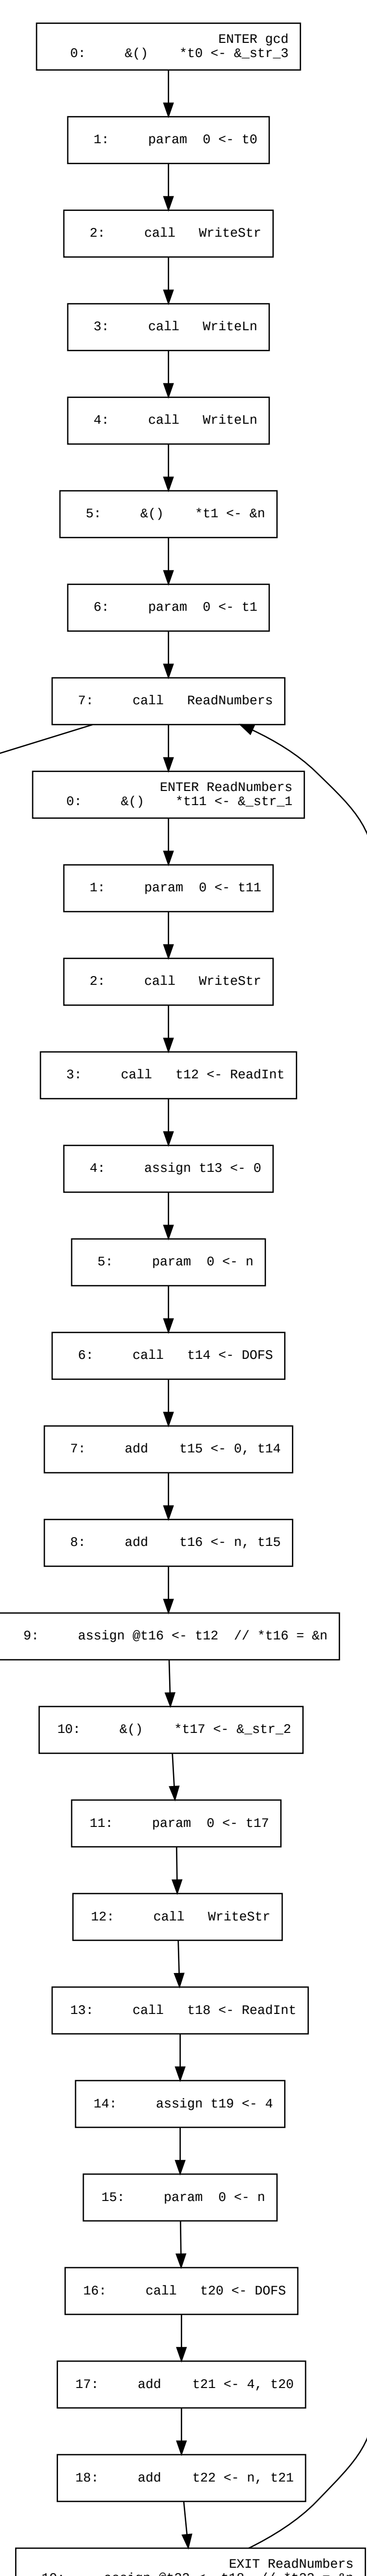 ENTER gcd
0: &() *t0 <- &_str_3
1: param 0 <- t0
2: call WriteStr
3: call WriteLn
4: call WriteLn
5: &() *t1 <- &n
6: param 0 <- t1
7: call ReadNumbers
ENTER ReadNumbers
0: &() *t11 <- &_str_1
1: param 0 <- t11
2: call WriteStr
3: call t12 <- ReadInt
4: assign t13 <- 0
5: param 0 <- n
6: call t14 <- DOFS
7: add t15 <- 0, t14
8: add t16 <- n, t15
9: assign @t16 <- t12 // *t16 = &n
10: &() *t17 <- &_str_2
11: param 0 <- t17
12: call WriteStr
13: call t18 <- ReadInt
14: assign t19 <- 4
15: param 0 <- n
16: call t20 <- DOFS
17: add t21 <- 4, t20
18: add t22 <- n, t21
EXIT ReadNumbers